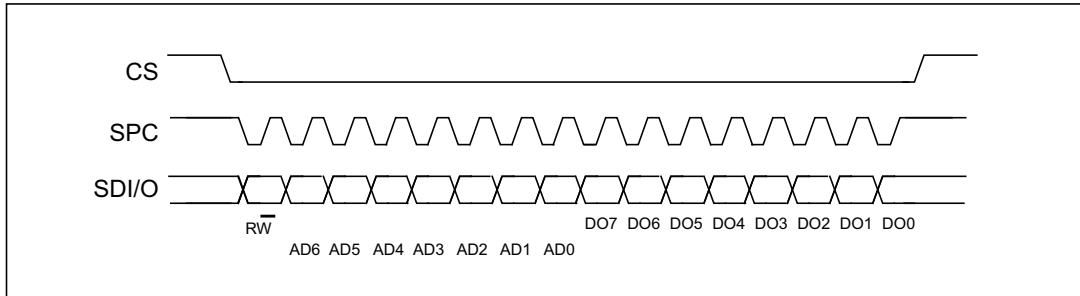 CS
SPC
SDI/O
RW
DO7 DO6 DO5 DO4 DO3 DO2 DO1 DO0
AD6 AD5 AD4 AD3 AD2 AD1 AD0